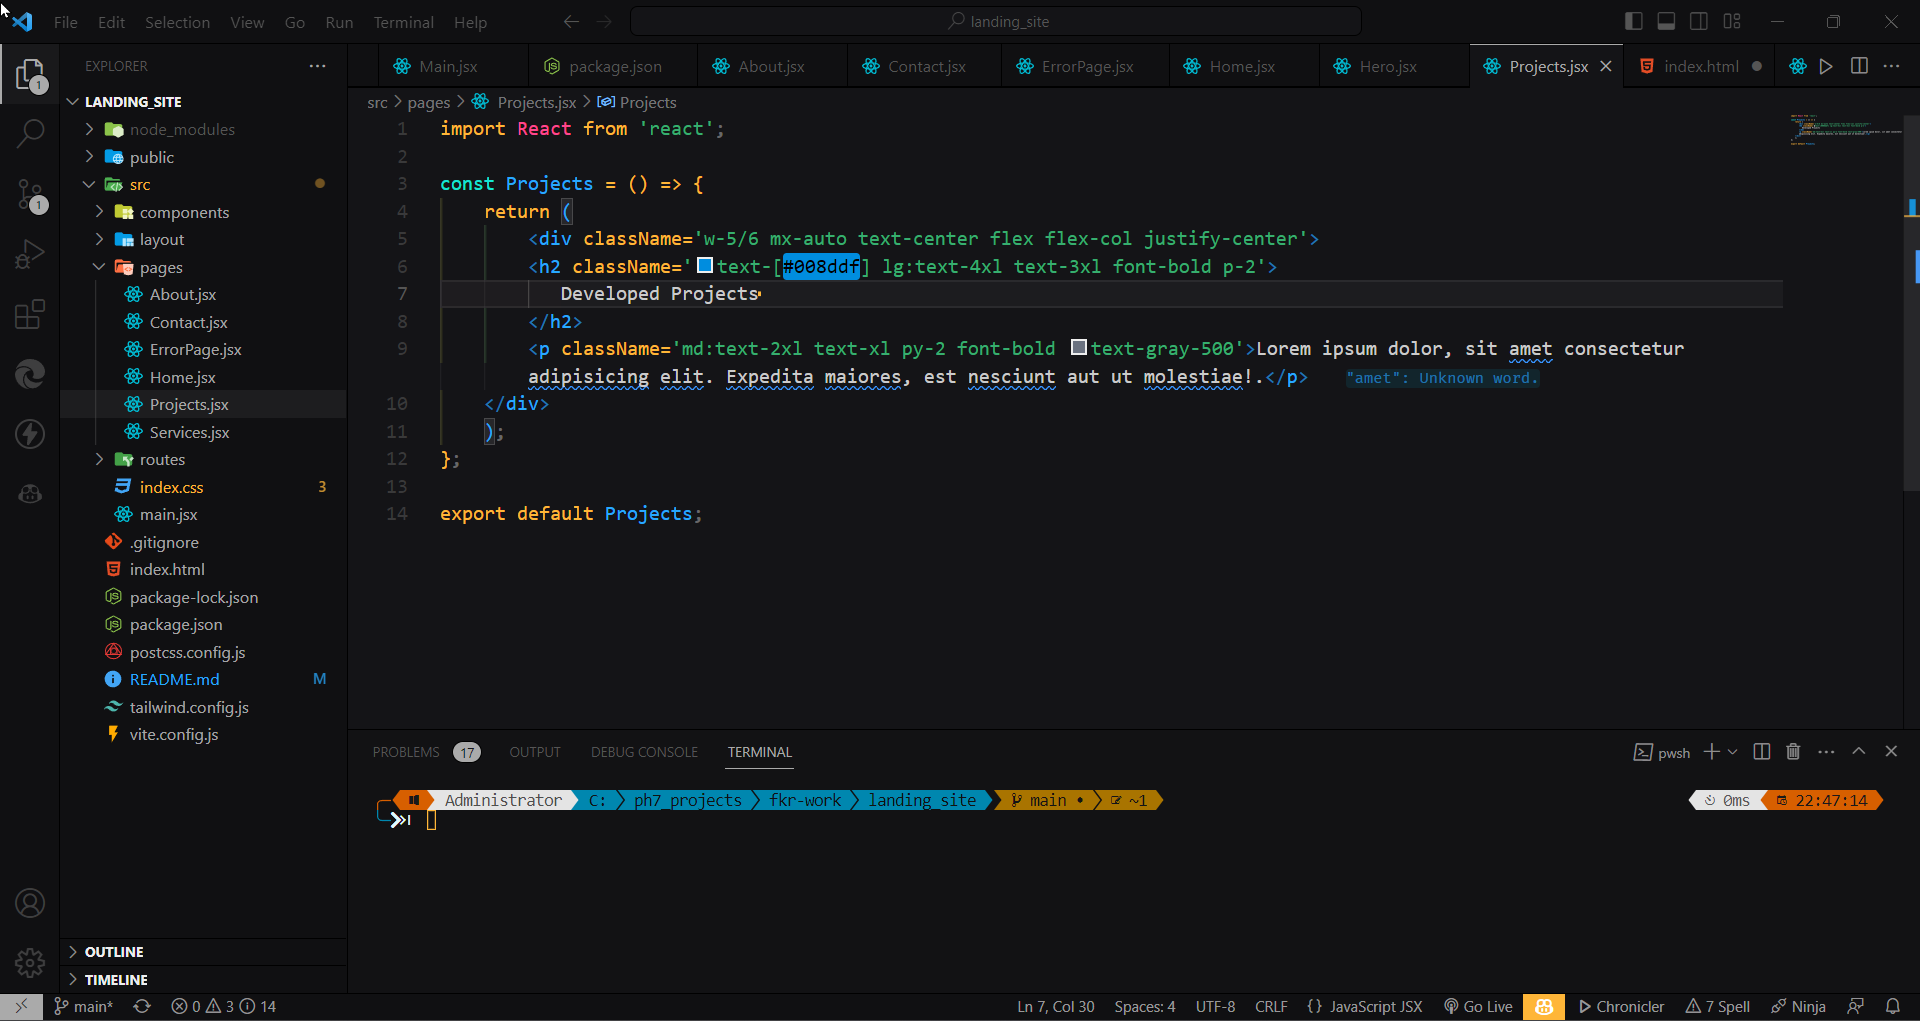 File Edit Selection View Go Run Terminal Help
landing_site
EXPLORER
LANDING_SITE
node_modules
public
src
components
layout
pages
About.jsx
Contact.jsx
ErrorPage.jsx
Home.jsx
Projects.jsx
Services.jsx
routes
index.css 3
main.jsx
.gitignore
index.html
package-lock.json
package.json
postcss.config.js
README.md M
tailwind.config.js
vite.config.js
OUTLINE
TIMELINE
1
1
Main.jsx package.json About.jsx Contact.jsx ErrorPage.jsx Home.jsx Hero.jsx Projects.jsx index.html
src > pages > Projects.jsx > Projects
1 import React from 'react';
2
3 const Projects = () => {
4 return (
5 <div className='w-5/6 mx-auto text-center flex flex-col justify-center'>
6 <h2 className='text-[#008ddf] lg:text-4xl text-3xl font-bold p-2'>
7 Developed Projects
8 </h2>
9 <p className='md:text-2xl text-xl py-2 font-bold text-gray-500'>Lorem ipsum dolor, sit amet consectetur
adipisicing elit. Expedita maiores, est nesciunt aut ut molestiae!.</p> "amet": Unknown word.
10 </div>
11 );
12 };
13
14 export default Projects;
PROBLEMS 17 OUTPUT DEBUG CONSOLE TERMINAL pwsh
Administrator C: ph7_projects fkr-work landing_site main • ~1 0ms 22:47:14
main* 0 3 14 Ln 7, Col 30 Spaces: 4 UTF-8 CRLF {} JavaScript JSX Go Live Chronicler 7 Spell Ninja